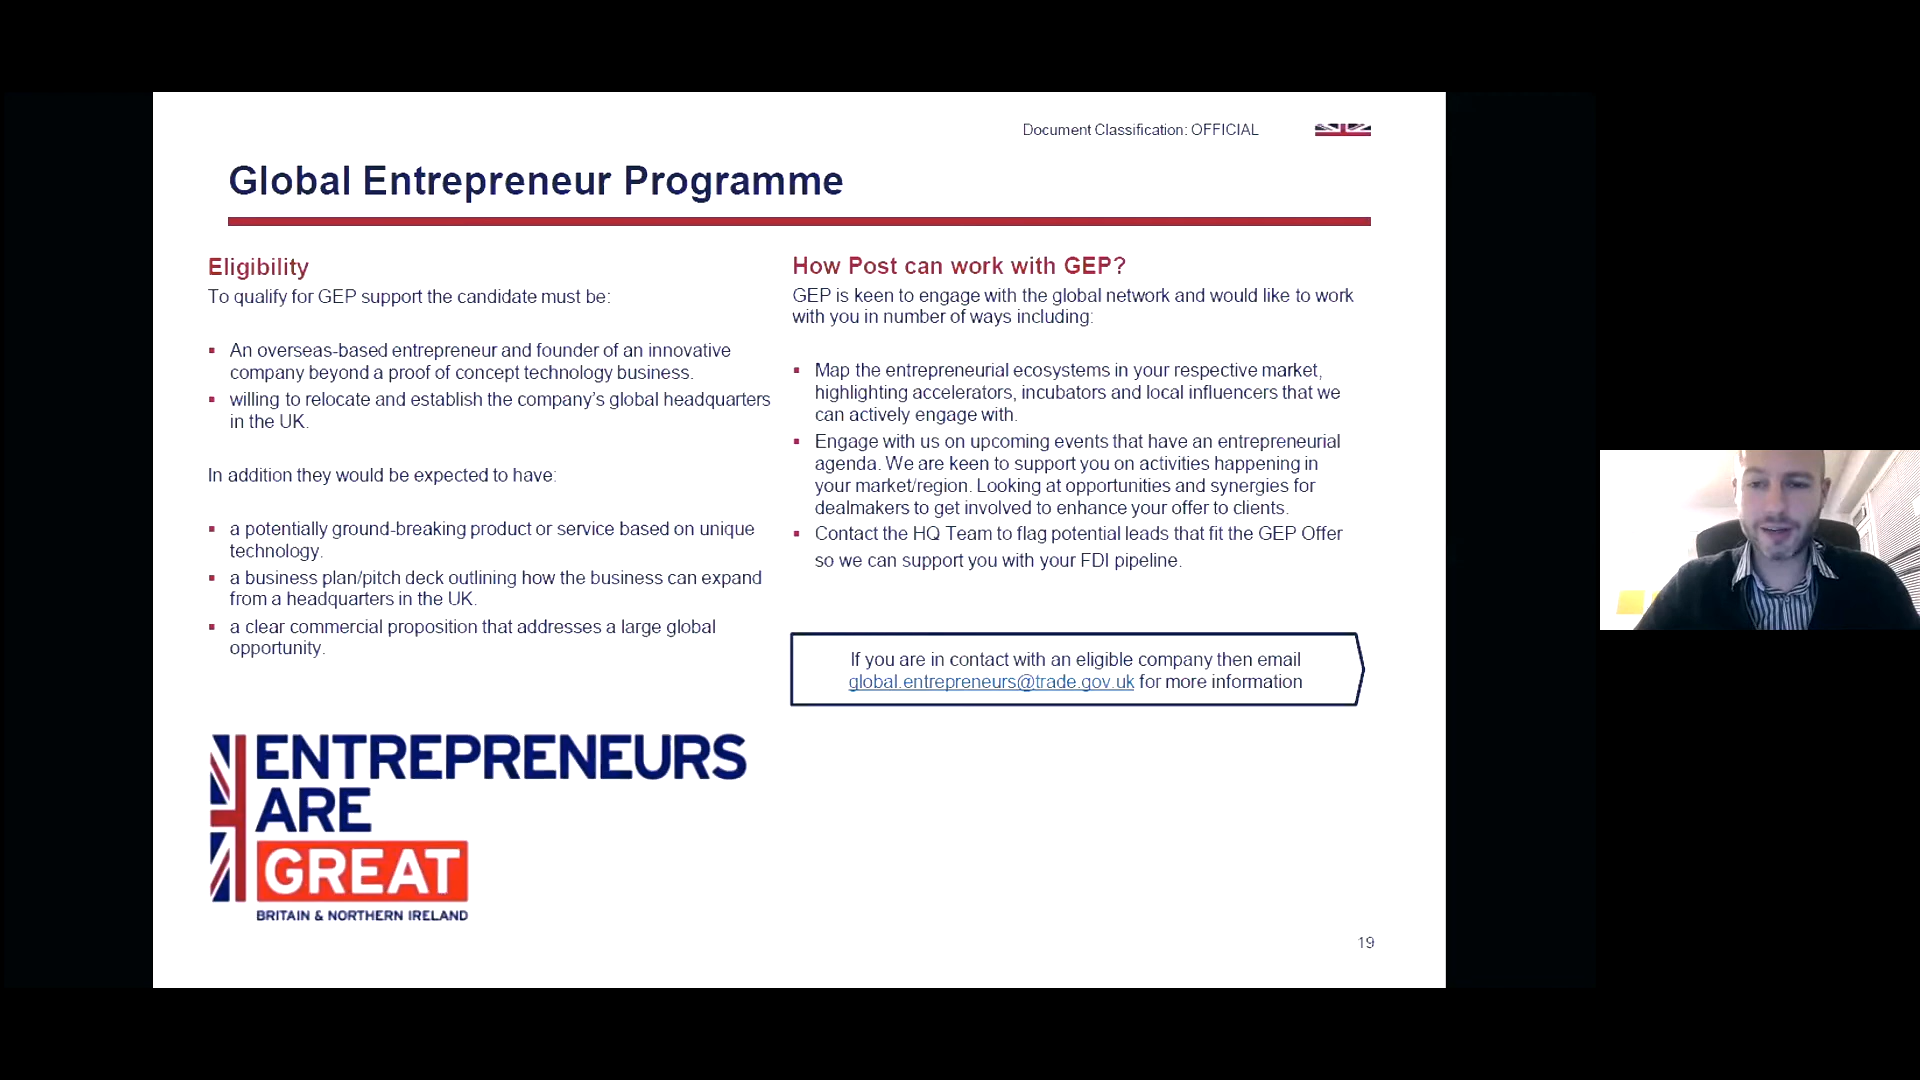 Document Classification: OFFICIAL
Global Entrepreneur Programme
Eligibility
To qualify for GEP support the candidate must be:
▪ An overseas-based entrepreneur and founder of an innovative
company beyond a proof of concept technology business.
▪ willing to relocate and establish the company's global headquarters
in the UK.
In addition they would be expected to have:
▪ a potentially ground-breaking product or service based on unique
technology.
▪ a business plan/pitch deck outlining how the business can expand
from a headquarters in the UK.
▪ a clear commercial proposition that addresses a large global
opportunity.
How Post can work with GEP?
GEP is keen to engage with the global network and would like to work
with you in number of ways including:
▪ Map the entrepreneurial ecosystems in your respective market,
highlighting accelerators, incubators and local influencers that we
can actively engage with.
▪ Engage with us on upcoming events that have an entrepreneurial
agenda. We are keen to support you on activities happening in
your market/region. Looking at opportunities and synergies for
dealmakers to get involved to enhance your offer to clients.
▪ Contact the HQ Team to flag potential leads that fit the GEP Offer
so we can support you with your FDI pipeline.
If you are in contact with an eligible company then email
global.entrepreneurs@trade.gov.uk for more information
ENTREPRENEURS
ARE
GREAT
BRITAIN & NORTHERN IRELAND
19